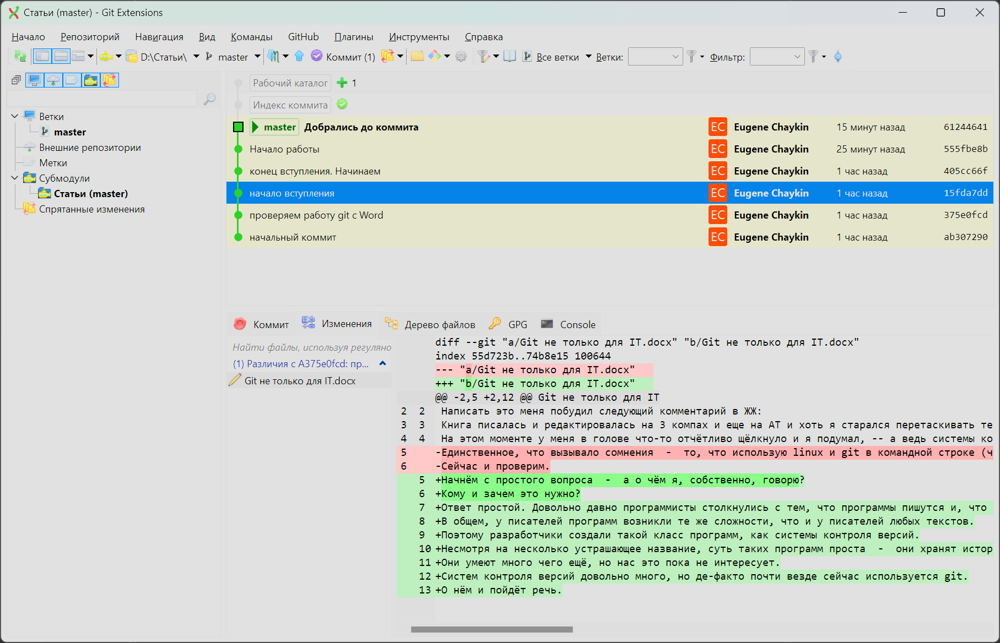 Статьи (master) - Git Extensions
Начало Репозиторий Навигация Вид Команды GitHub Плагины Инструменты Справка
D:\Статьи\ master Коммит (1) Все ветки Ветки: Фильтр:
Ветки
master
Внешние репозитории
Метки
Субмодули
Статьи (master)
Спрятанные изменения
Рабочий каталог 1
Индекс коммита
master Добрались до коммита EC Eugene Chaykin 15 минут назад 61244641
Начало работы EC Eugene Chaykin 25 минут назад 555fbe8b
конец вступления. Начинаем EC Eugene Chaykin 1 час назад 405cc66f
начало вступления EC Eugene Chaykin 1 час назад 15fda7dd
проверяем работу git с Word EC Eugene Chaykin 1 час назад 375e0fcd
начальный коммит EC Eugene Chaykin 1 час назад ab307290
Коммит Изменения Дерево файлов GPG Console
Найти файлы, используя регулярно
(1) Различия с A375e0fcd: пр...
Git не только для IT.docx
diff --git "a/Git не только для IT.docx" "b/Git не только для IT.docx"
index 55d723b..74b8e15 100644
--- "a/Git не только для IT.docx"
+++ "b/Git не только для IT.docx"
@@ -2,5 +2,12 @@ Git не только для IT
2 2 Написать это меня побудил следующий комментарий в ЖЖ:
3 3 Книга писалась и редактировалась на 3 компах и еще на АТ и хоть я старался перетаскивать те
4 4 На этом моменте у меня в голове что-то отчётливо щёлкнуло и я подумал, -- а ведь системы ко
5 -Единственное, что вызывало сомнения - то, что использую linux и git в командной строке (ч
6 -Сейчас и проверим.
5 +Начнём с простого вопроса - а о чём я, собственно, говорю?
6 +Кому и зачем это нужно?
7 +Ответ простой. Довольно давно программисты столкнулись с тем, что программы пишутся и, что
8 +В общем, у писателей программ возникли те же сложности, что и у писателей любых текстов.
9 +Поэтому разработчики создали такой класс программ, как системы контроля версий.
10 +Несмотря на несколько устрашающее название, суть таких программ проста - они хранят истор
11 +Они умеют много чего ещё, но нас это пока не интересует.
12 +Систем контроля версий довольно много, но де-факто почти везде сейчас используется git.
13 +О нём и пойдёт речь.